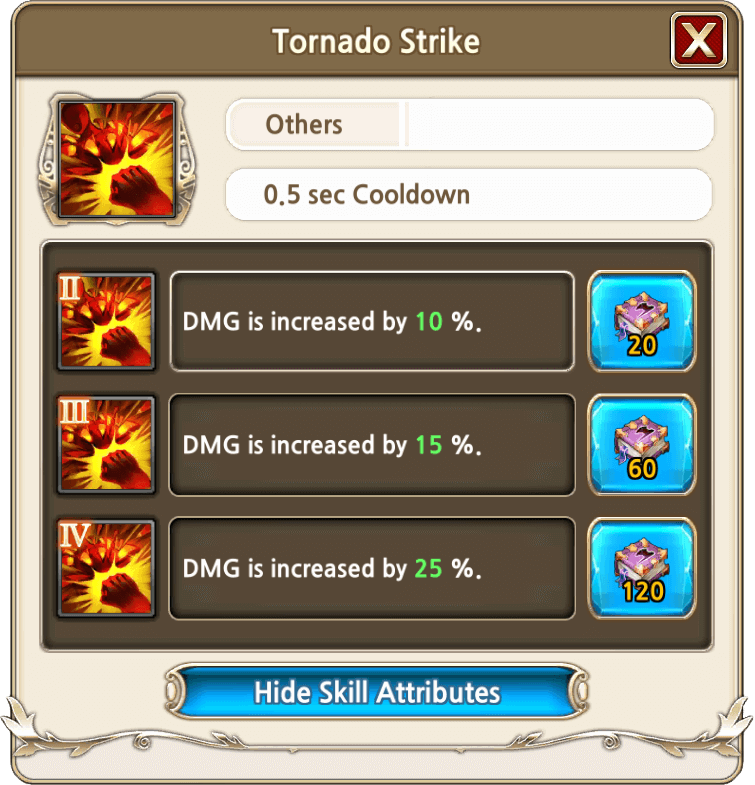 Tornado Strike
X
Others
0.5 sec Cooldown
II
DMG is increased by 10 %.
20
III
DMG is increased by 15 %.
60
IV
DMG is increased by 25 %.
120
Hide Skill Attributes